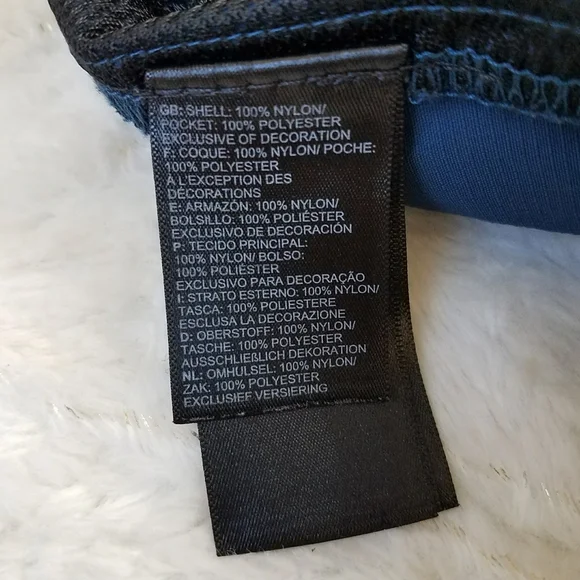 GB: SHELL: 100% NYLON/
POCKET: 100% POLYESTER
EXCLUSIVE OF DECORATION
F: COQUE: 100% NYLON/ POCHE:
100% POLYESTER
À L'EXCEPTION DES
DÉCORATIONS
E: ARMAZÓN: 100% NYLON/
BOLSILLO: 100% POLIÉSTER
EXCLUSIVO DE DECORACIÓN
P: TECIDO PRINCIPAL:
100% NYLON/ BOLSO:
100% POLIÉSTER
EXCLUSIVO PARA DECORAÇÃO
I: STRATO ESTERNO: 100% NYLON/
TASCA: 100% POLIESTERE
ESCLUSA LA DECORAZIONE
D: OBERSTOFF: 100% NYLON/
TASCHE: 100% POLYESTER
AUSSCHLIEßLICH DEKORATION
NL: OMHULSEL: 100% NYLON/
ZAK: 100% POLYESTER
EXCLUSIEF VERSIERING